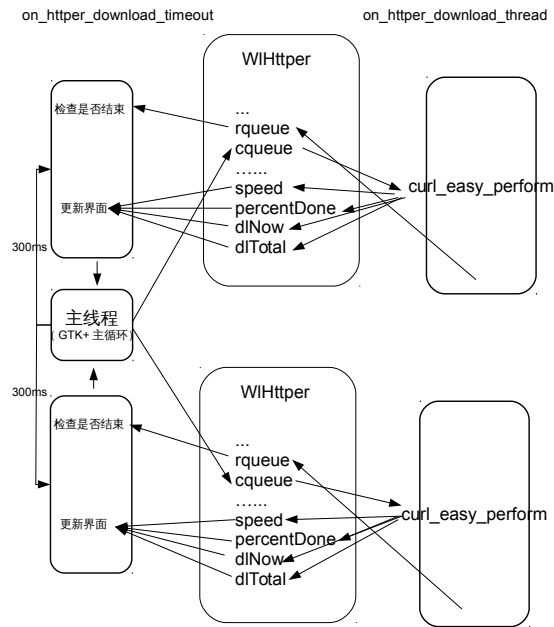 on_httper_download_timeout
on_httper_download_thread
WlHttper
检查是否结束
...
rqueue
cqueue
......
speed
percentDone
dlNow
dlTotal
更新界面
curl_easy_perform
300ms
主线程
( GTK+ 主循环)
300ms
WlHttper
检查是否结束
...
rqueue
cqueue
......
speed
percentDone
dlNow
dlTotal
更新界面
curl_easy_perform